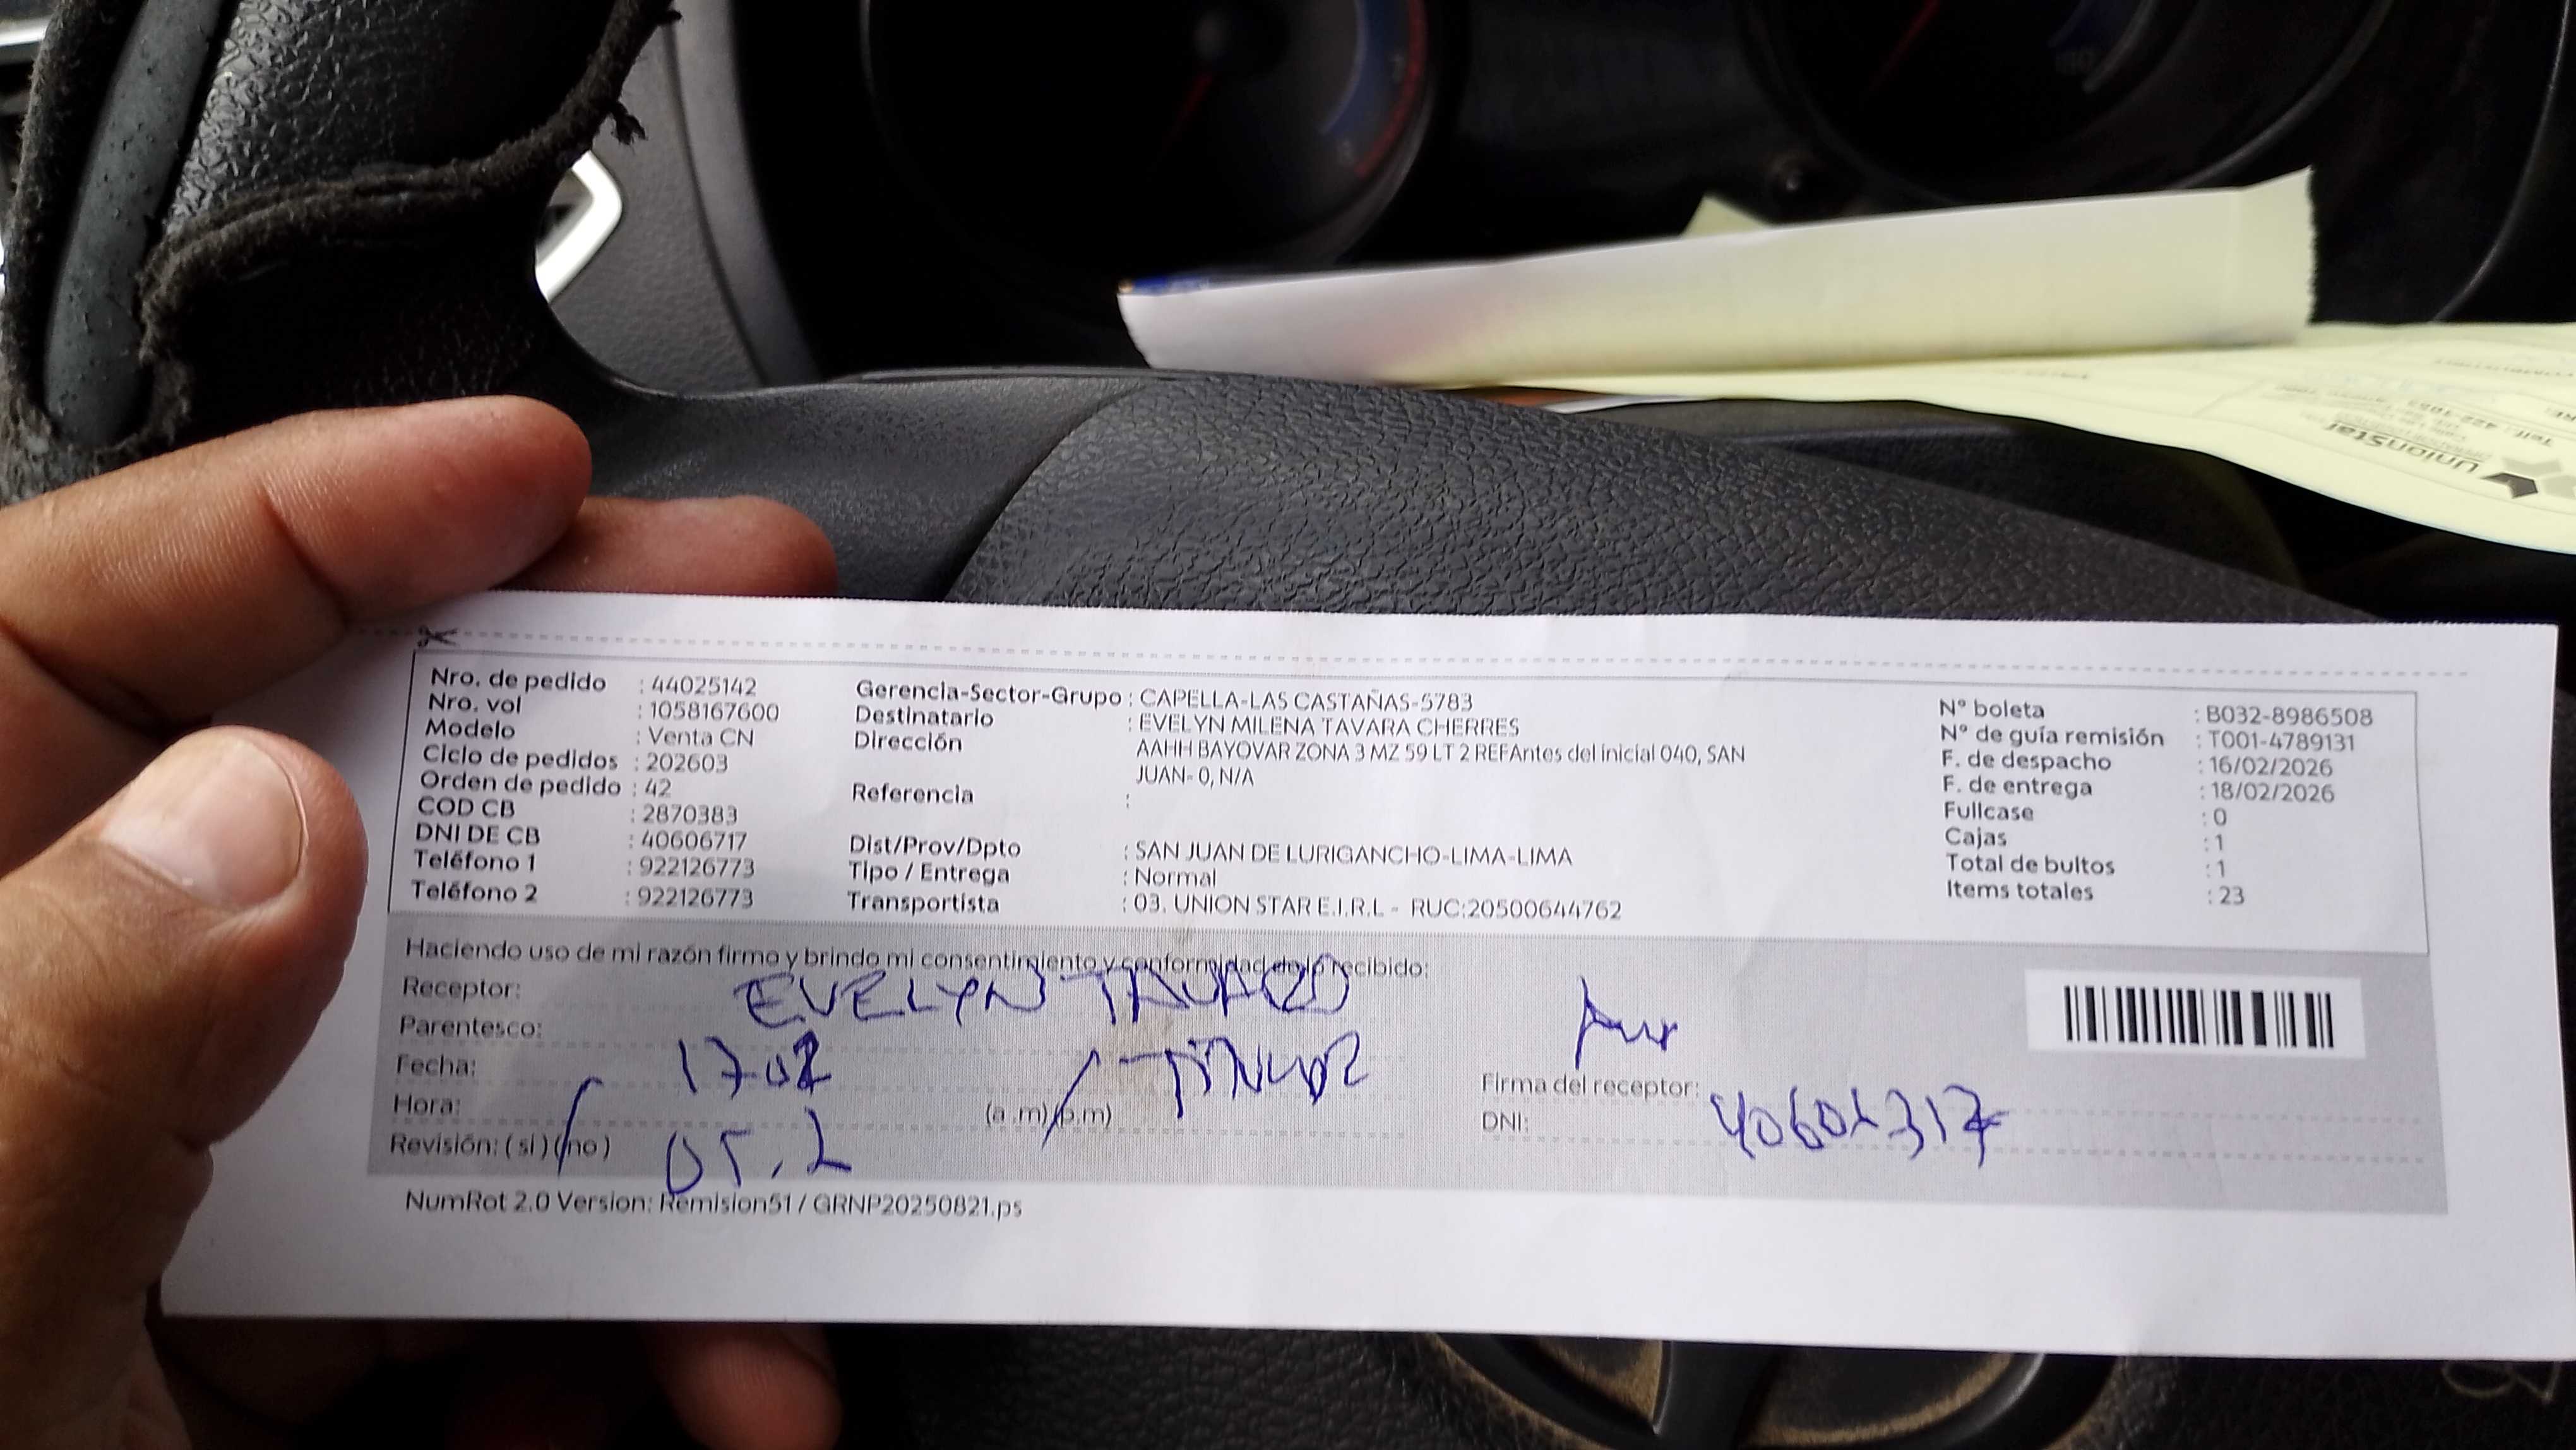 Nro. de pedido : 44025142
Nro. vol : 1058167600
Modelo : Venta CN
Ciclo de pedidos : 202603
Orden de pedido : 42
COD CB : 2870383
DNI DE CB : 40606717
Teléfono 1 : 922126773
Teléfono 2 : 922126773
Gerencia-Sector-Grupo : CAPELLA-LAS CASTAÑAS-5783
Destinatario : EVELYN MILENA TAVARA CHERRES
Dirección AAHH BAYOVAR ZONA 3 MZ 59 LT 2 REFAntes del inicial 040, SAN
JUAN- 0, N/A
Referencia :
Dist/Prov/Dpto : SAN JUAN DE LURIGANCHO-LIMA-LIMA
Tipo / Entrega : Normal
Transportista : 03. UNION STAR E.I.R.L - RUC:20500644762
N° boleta : B032-8986508
N° de guía remisión : T001-4789131
F. de despacho : 16/02/2026
F. de entrega : 18/02/2026
Fullcase : 0
Cajas : 1
Total de bultos : 1
Items totales : 23
Haciendo uso de mi razón firmo y brindo mi consentimiento y conformidad de lo recibido:
Receptor: EVELYN
Parentesco:
Fecha: 17-02
Hora: (a.m) (p.m)
Revisión: (si) (no)
Firma del receptor:
DNI:
NumRot 2.0 Version: Remision51 / GRNP20250821.ps
UnionStar